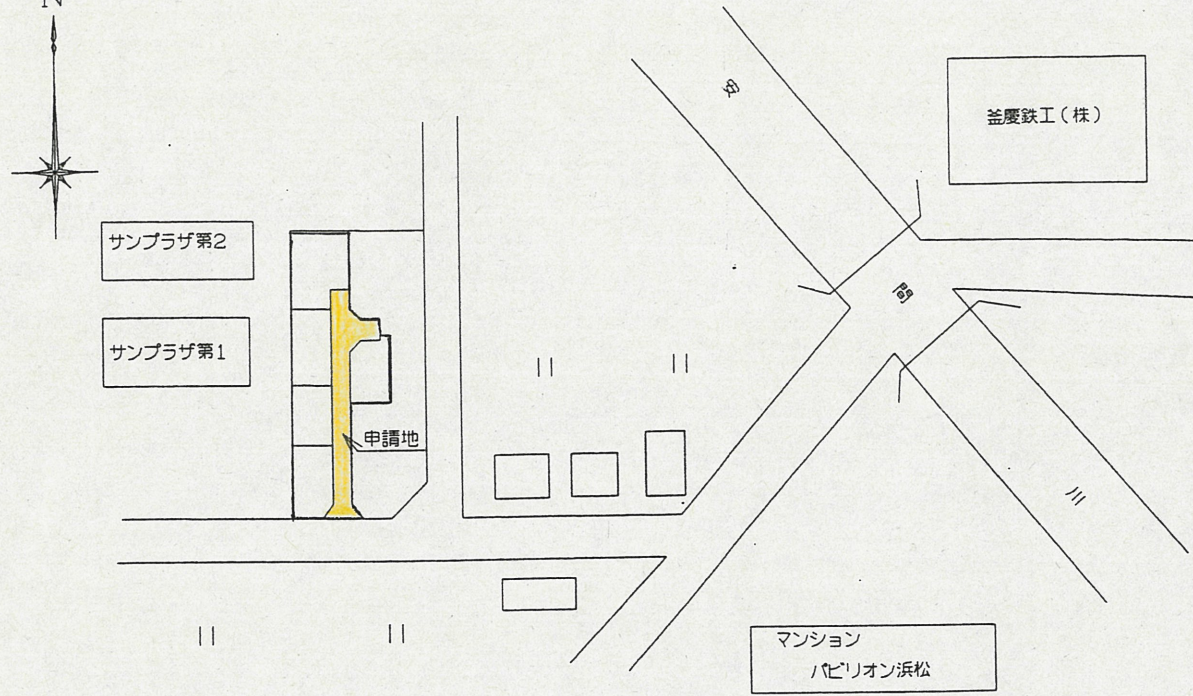 N
安
釜慶鉄工(株)
サンプラザ第2
間
サンプラザ第1
申請地
川
マンション
パビリオン浜松